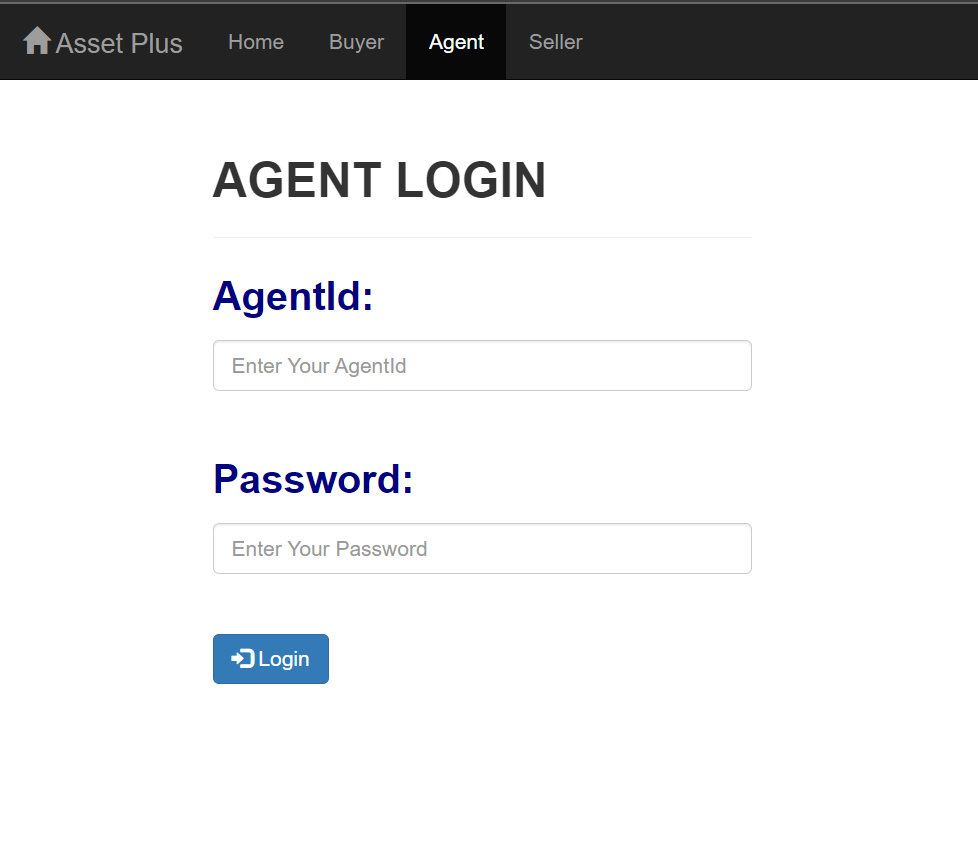 Asset Plus Home Buyer Agent Seller
AGENT LOGIN
AgentId:
Enter Your AgentId
Password:
Enter Your Password
Login